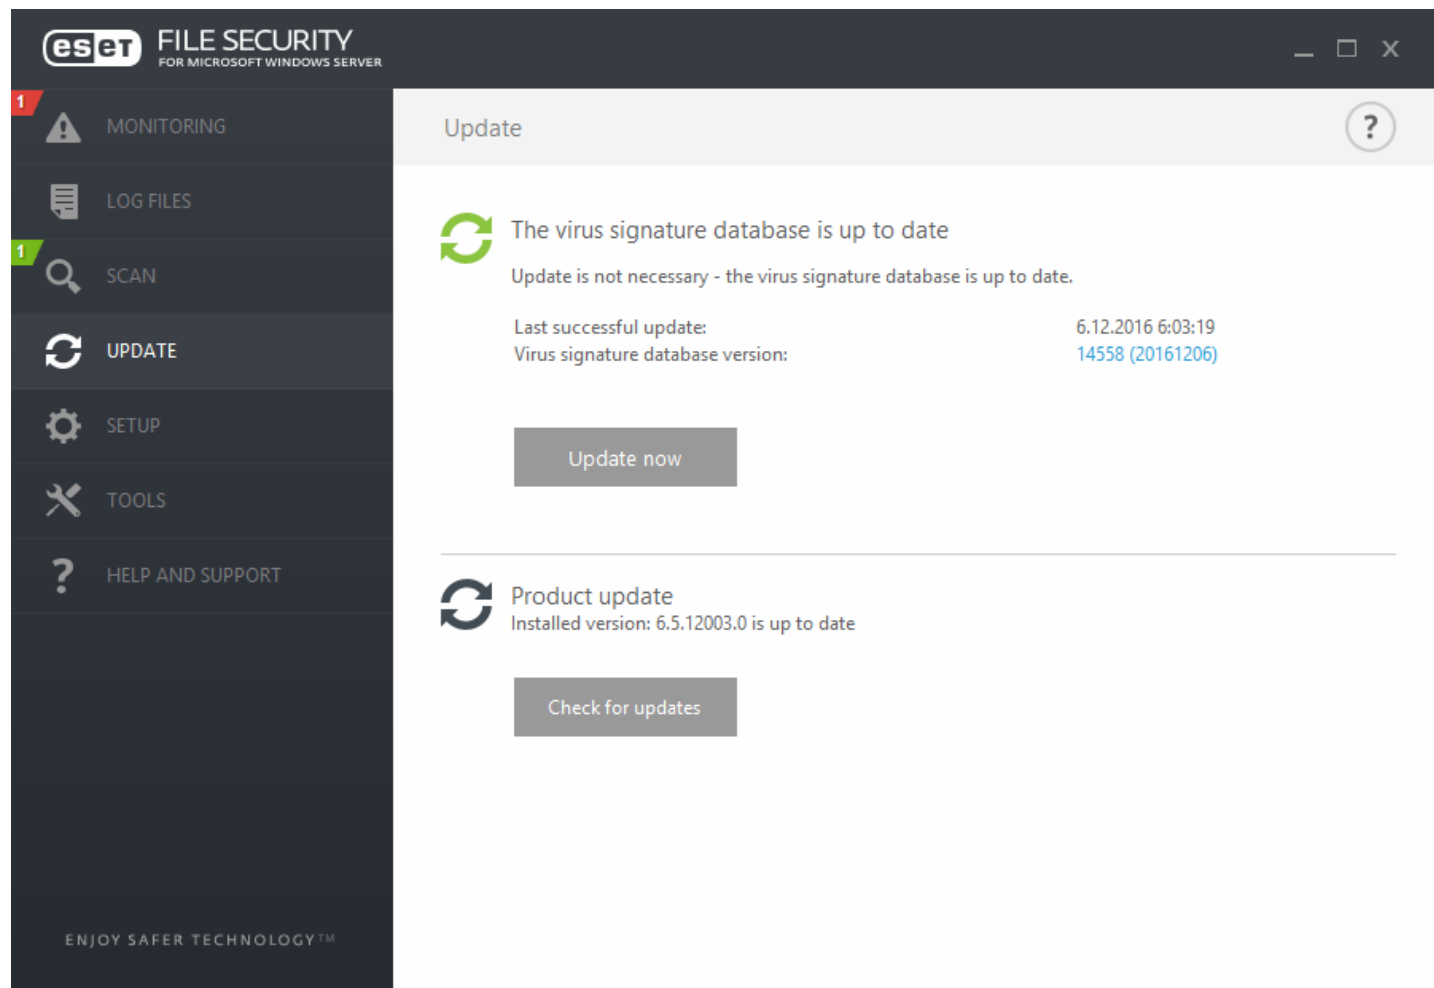 eset FILE SECURITY
FOR MICROSOFT WINDOWS SERVER
1
MONITORING
LOG FILES
1
SCAN
UPDATE
SETUP
TOOLS
HELP AND SUPPORT
ENJOY SAFER TECHNOLOGY™
Update
?
The virus signature database is up to date
Update is not necessary - the virus signature database is up to date.
Last successful update: 6.12.2016 6:03:19
Virus signature database version: 14558 (20161206)
Update now
Product update
Installed version: 6.5.12003.0 is up to date
Check for updates